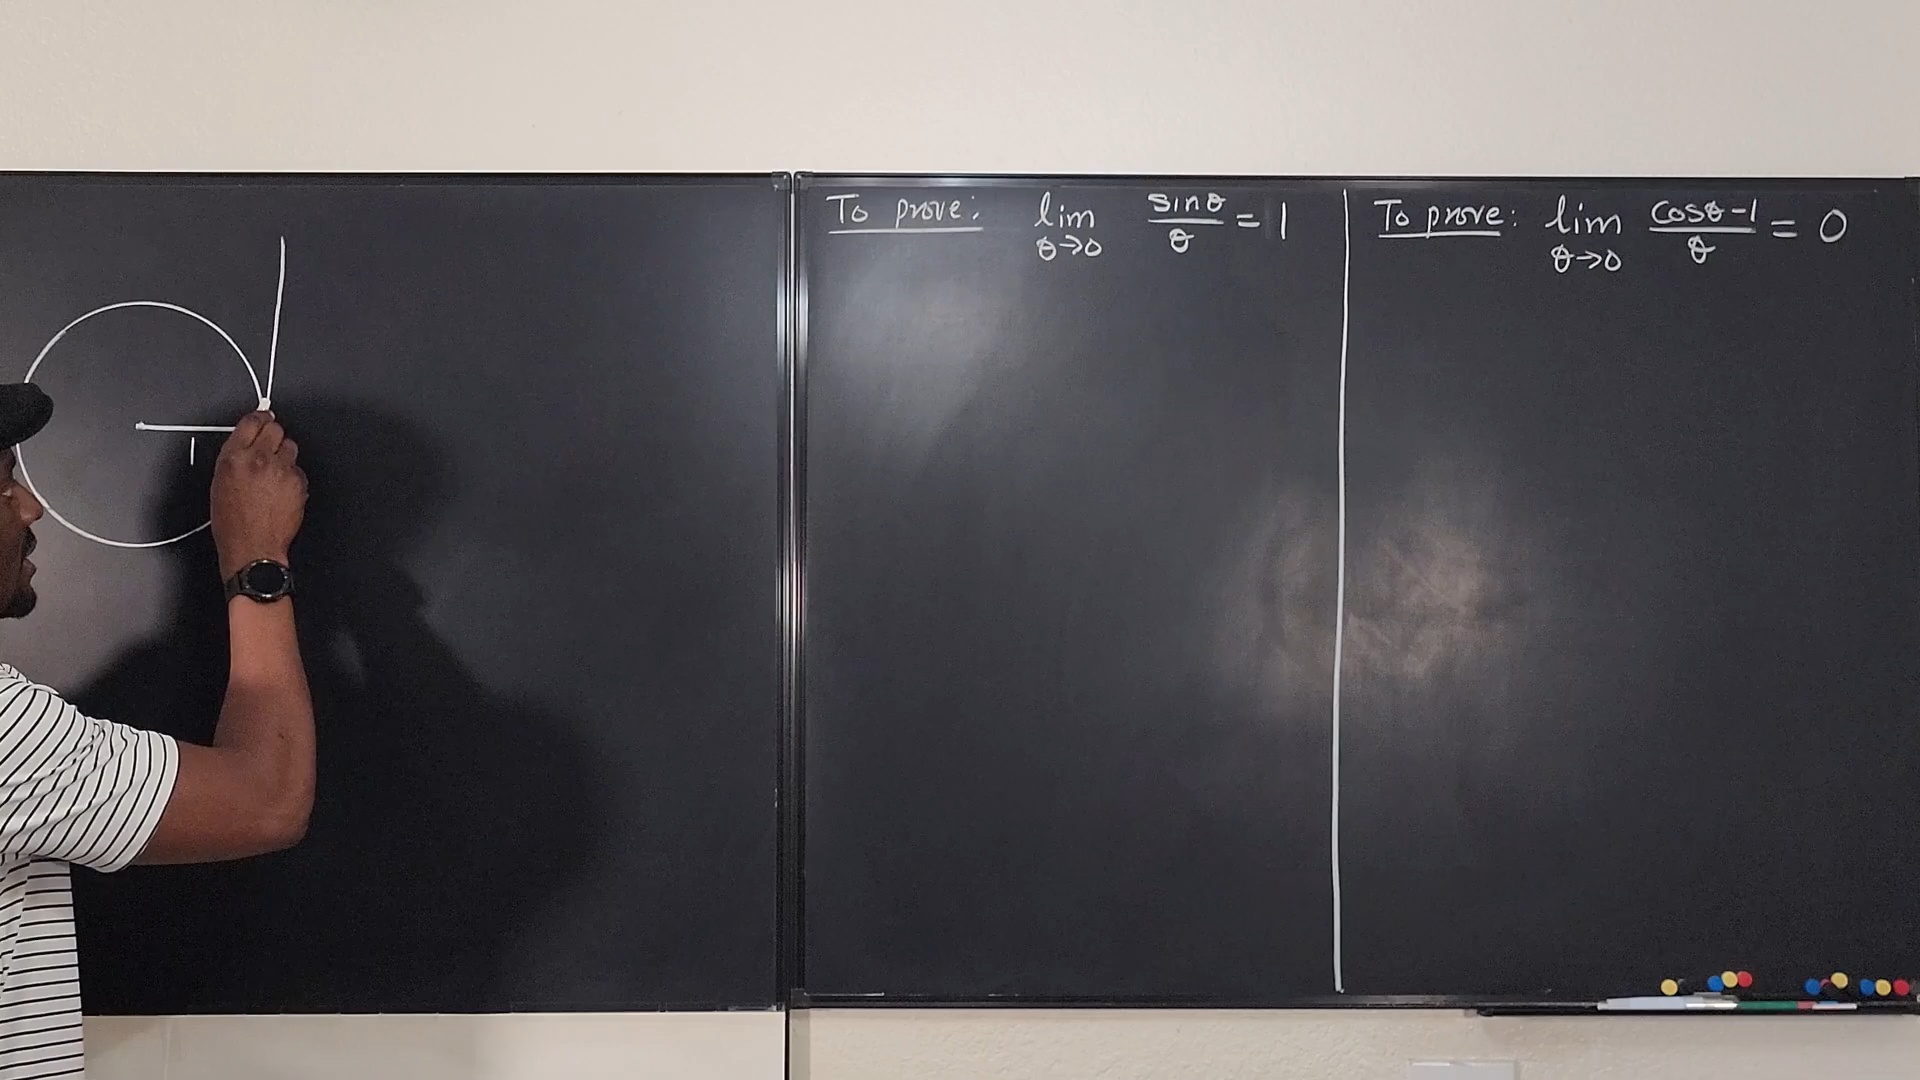 1
To prove: lim θ→0 sinθ/θ = 1
To prove: lim θ→0 cosθ-1/θ = 0